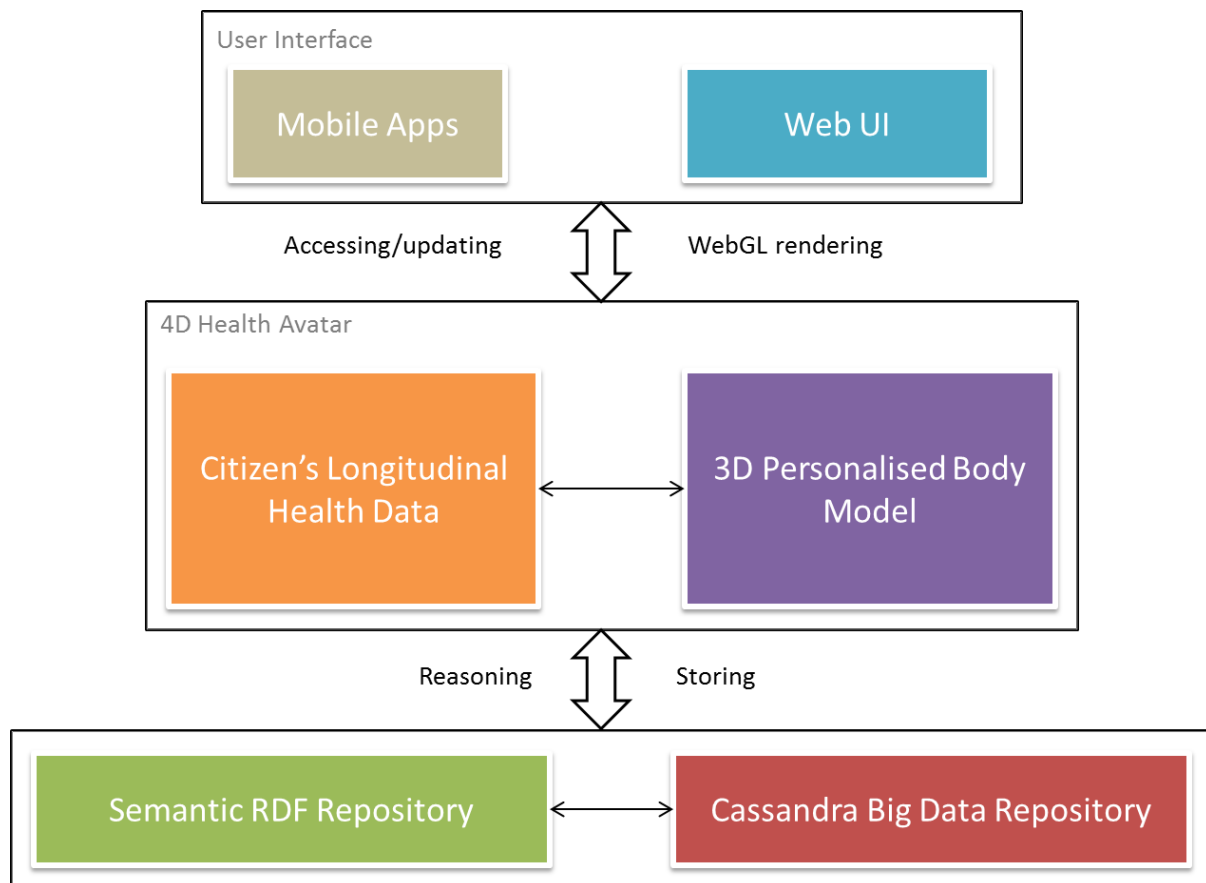 User Interface
Mobile Apps
Web UI
Accessing/updating
WebGL rendering
4D Health Avatar
Citizen’s Longitudinal
Health Data
3D Personalised Body
Model
Reasoning
Storing
Semantic RDF Repository
Cassandra Big Data Repository